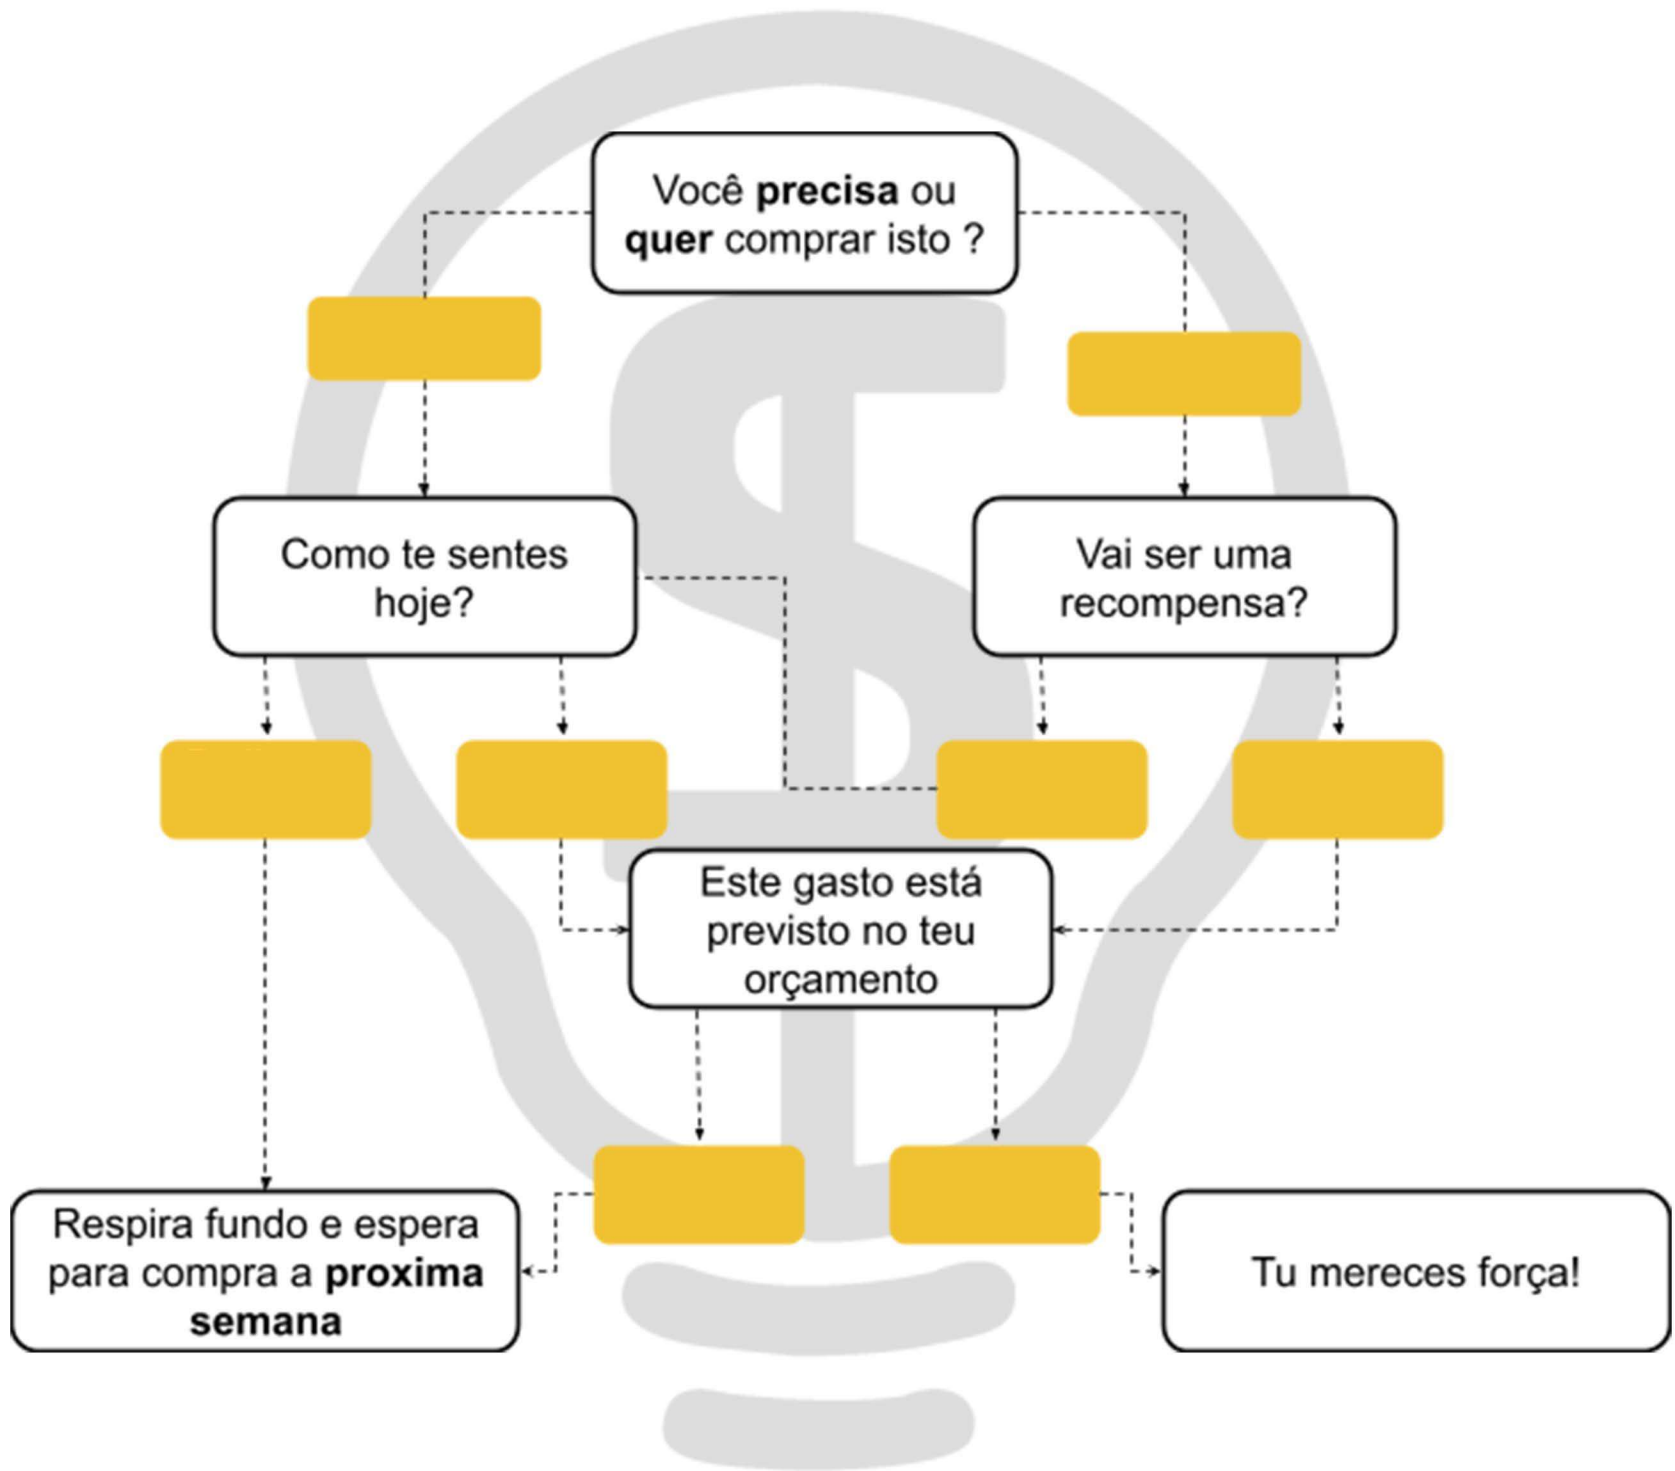 Você precisa ou
quer comprar isto ?
Como te sentes
hoje?
Vai ser uma
recompensa?
Este gasto está
previsto no teu
orçamento
Respira fundo e espera
para compra a proxima
semana
Tu mereces força!